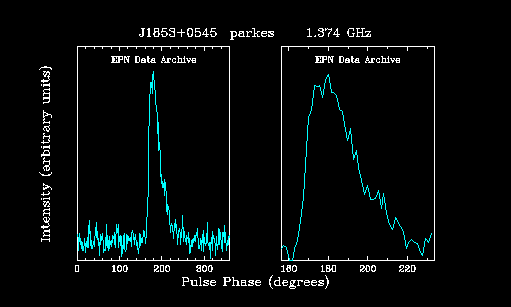 J1853+0545 parkes 1.374 GHz
EPN Data Archive EPN Data Archive
Intensity (arbitrary units)
0 100 200 300 160 180 200 220
Pulse Phase (degrees)